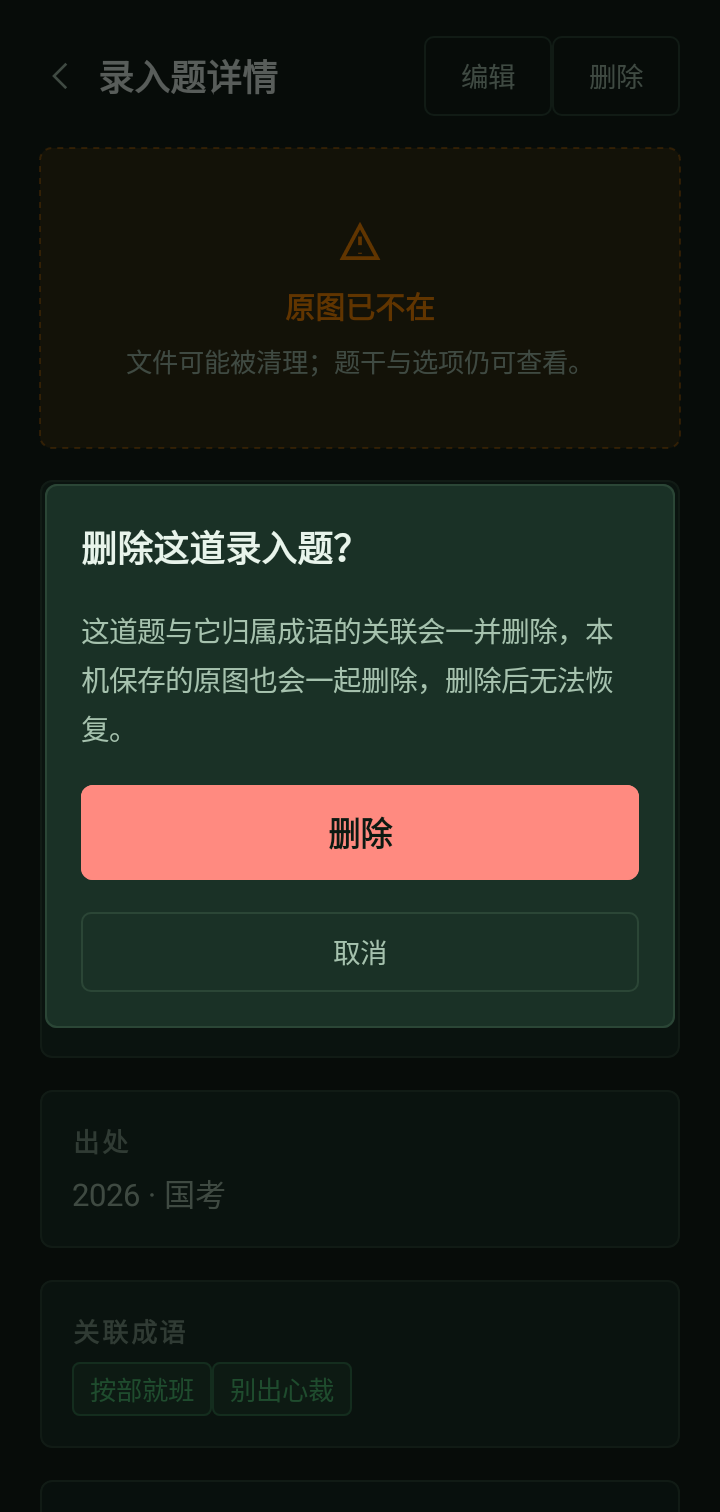 录入题详情
编辑
删除
原图已不在
文件可能被清理；题干与选项仍可查看。
删除这道录入题？
这道题与它归属成语的关联会一并删除，本
机保存的原图也会一起删除，删除后无法恢
复。
删除
取消
出处
2026 · 国考
关联成语
按部就班
别出心裁